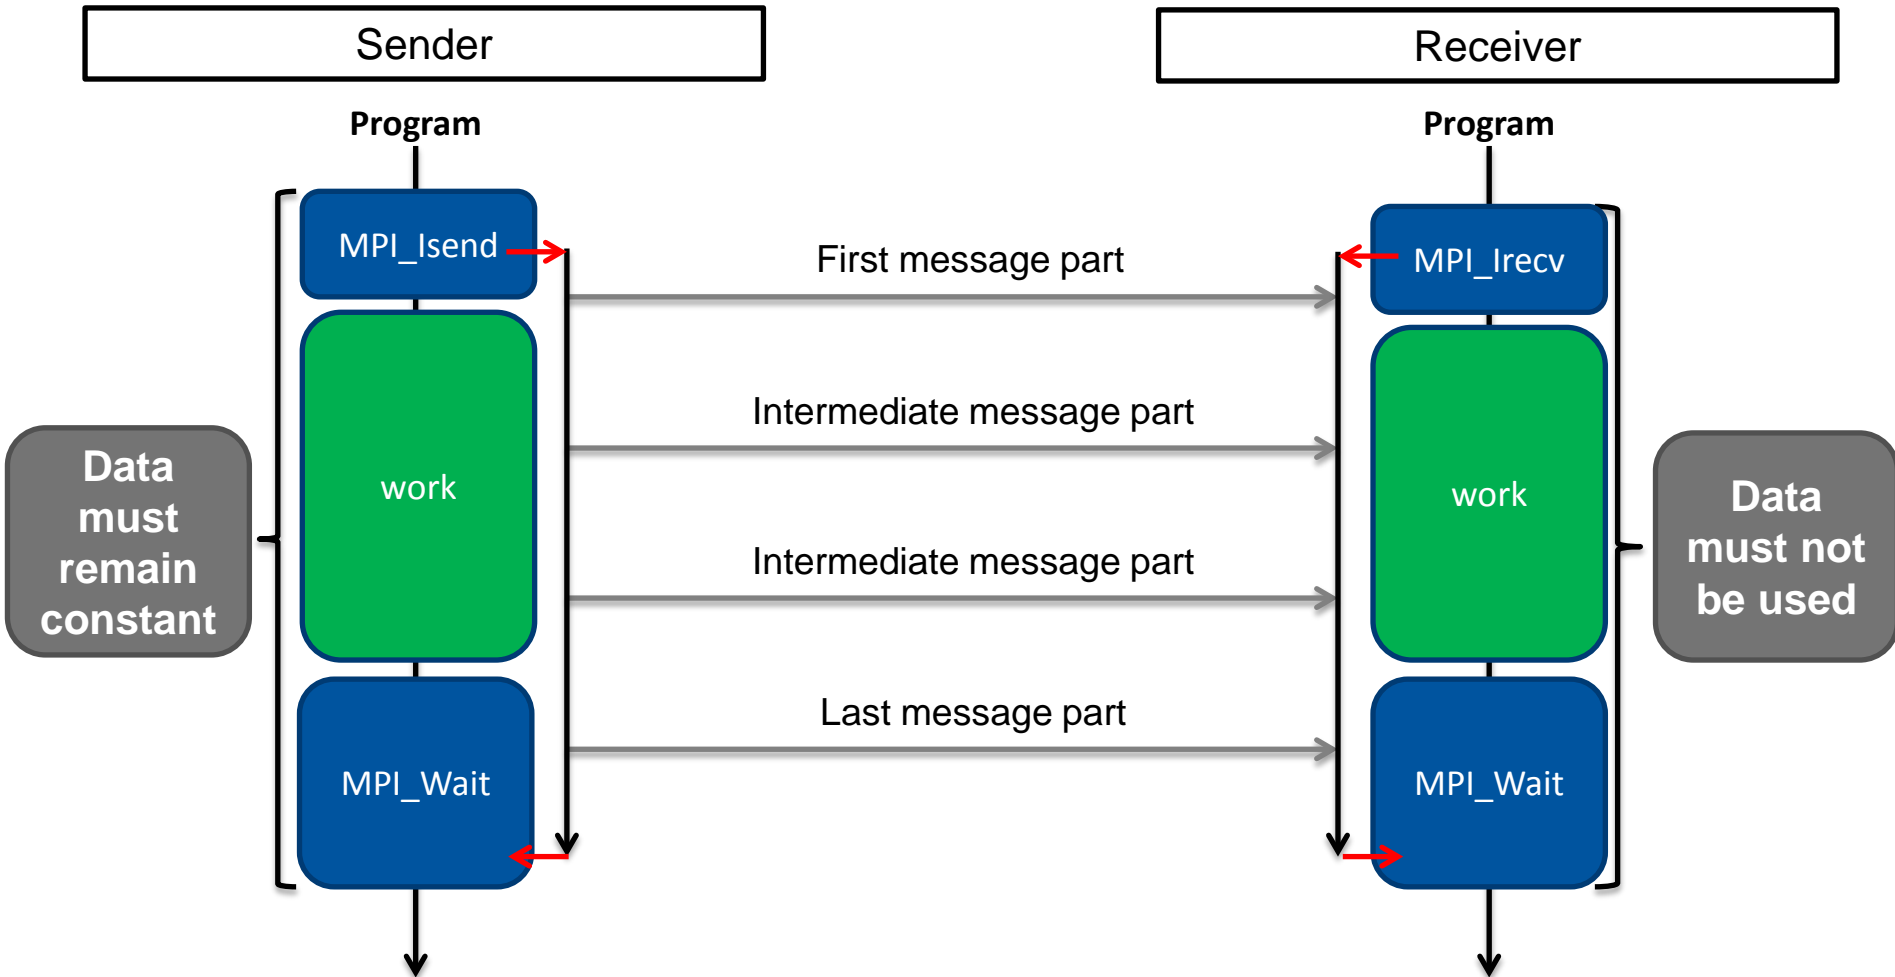 Sender
Receiver
Program
Program
MPI_Isend
First message part
MPI_Irecv
Intermediate message part
Data
must
remain
constant
work
work
Data
must not
be used
Intermediate message part
Last message part
MPI_Wait
MPI_Wait